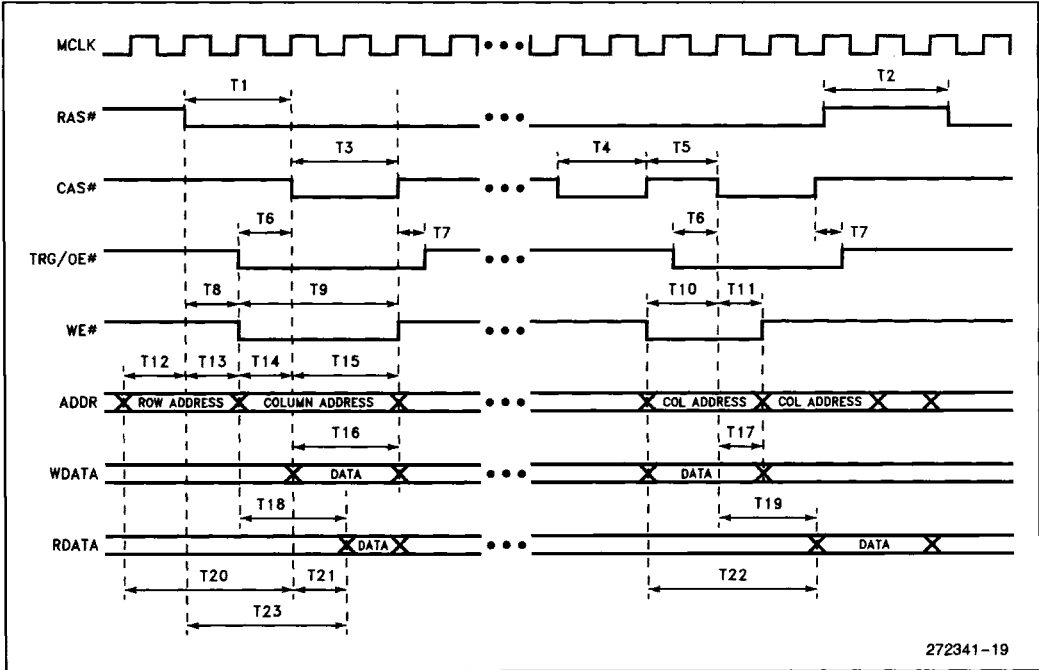 MCLK
T1
T2
RAS#
T3
T4
T5
CAS#
T6
T7
T6
T7
TRG/OE#
T8
T9
T10
T11
WE#
T12
T13
T14
T15
ADDR
ROW ADDRESS
COLUMN ADDRESS
COL ADDRESS
COL ADDRESS
T16
T17
WDATA
DATA
DATA
T18
T19
RDATA
DATA
DATA
T20
T21
T22
T23
272341-19